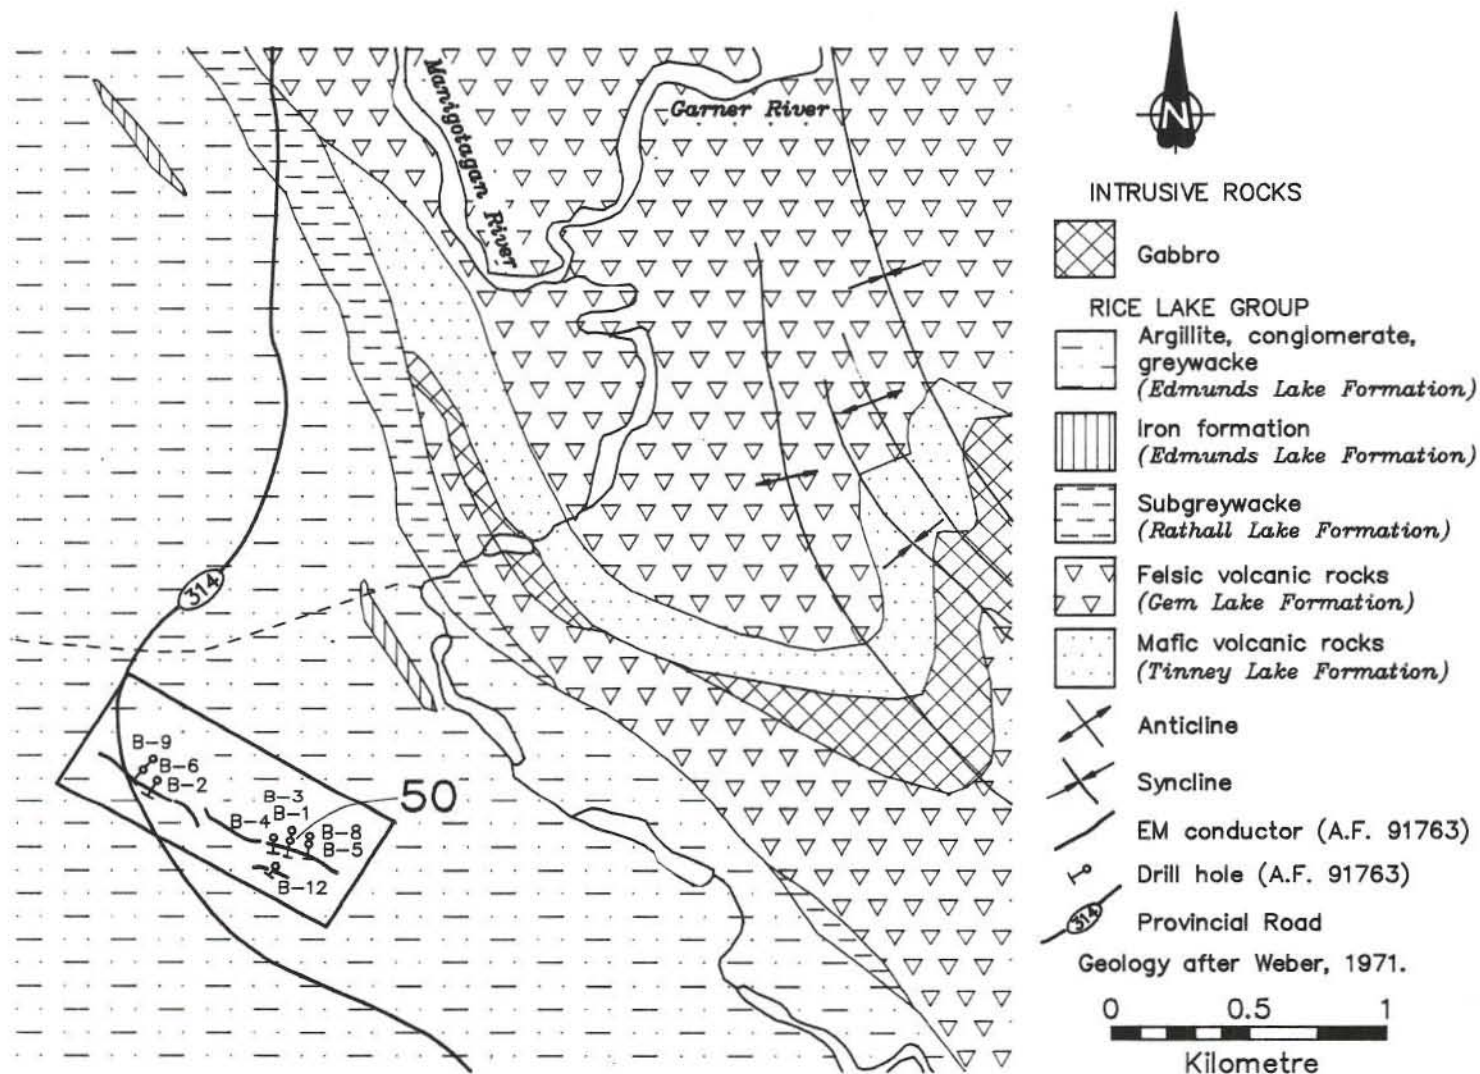 Manigotagan River
Garner River
314
B-9
B-6
B-2
B-3
B-1
B-4
B-8
B-5
B-12
50
N
INTRUSIVE ROCKS
Gabbro
RICE LAKE GROUP
Argillite, conglomerate,
greywacke
(Edmunds Lake Formation)
Iron formation
(Edmunds Lake Formation)
Subgreywacke
(Rathall Lake Formation)
Felsic volcanic rocks
(Gem Lake Formation)
Mafic volcanic rocks
(Tinney Lake Formation)
Anticline
Syncline
EM conductor (A.F. 91763)
Drill hole (A.F. 91763)
314 Provincial Road
Geology after Weber, 1971.
0 0.5 1
Kilometre